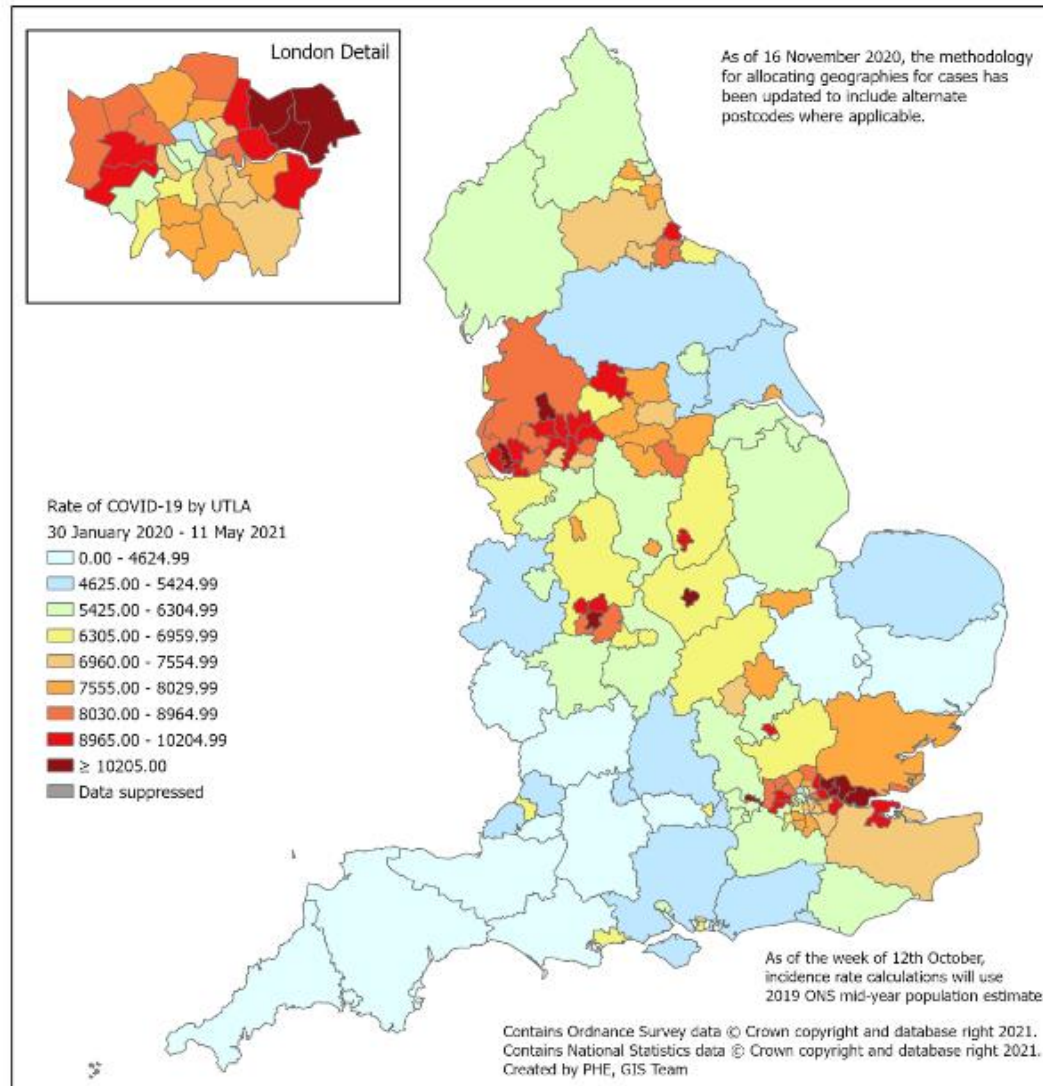 London Detail
As of 16 November 2020, the methodology
for allocating geographies for cases has
been updated to include alternate
postcodes where applicable.
Rate of COVID-19 by UTLA
30 January 2020 - 11 May 2021
0.00 - 4624.99
4625.00 - 5424.99
5425.00 - 6304.99
6305.00 - 6959.99
6960.00 - 7554.99
7555.00 - 8029.99
8030.00 - 8964.99
8965.00 - 10204.99
≥ 10205.00
Data suppressed
As of the week of 12th October,
incidence rate calculations will use
2019 ONS mid-year population estimate
Contains Ordnance Survey data © Crown copyright and database right 2021.
Contains National Statistics data © Crown copyright and database right 2021.
Created by PHE, GIS Team